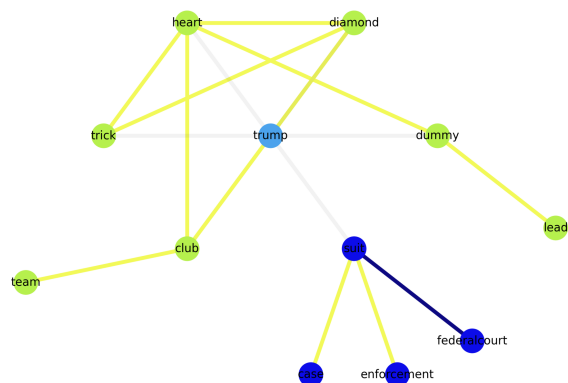 heart
diamond
trick
trump
dummy
lead
club
suit
team
federalcourt
case
enforcement